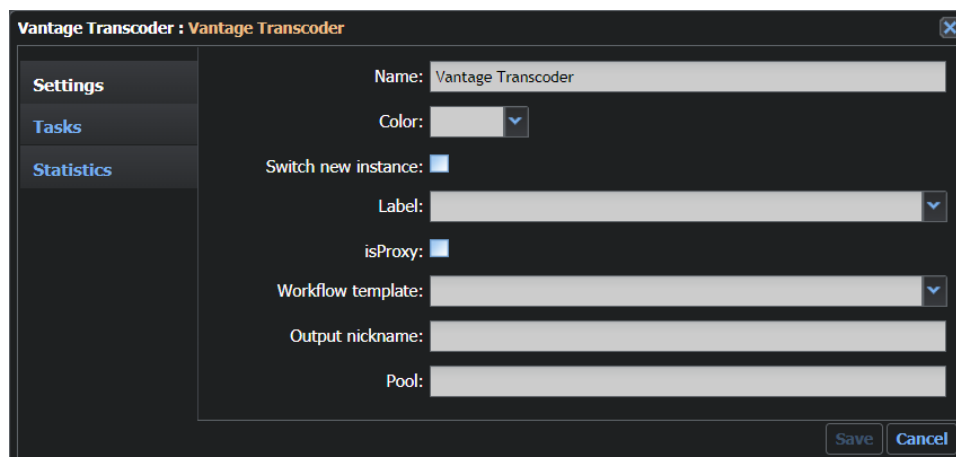 Vantage Transcoder : Vantage Transcoder
Settings
Tasks
Statistics
Name: Vantage Transcoder
Color:
Switch new instance:
Label:
isProxy:
Workflow template:
Output nickname:
Pool:
Save Cancel